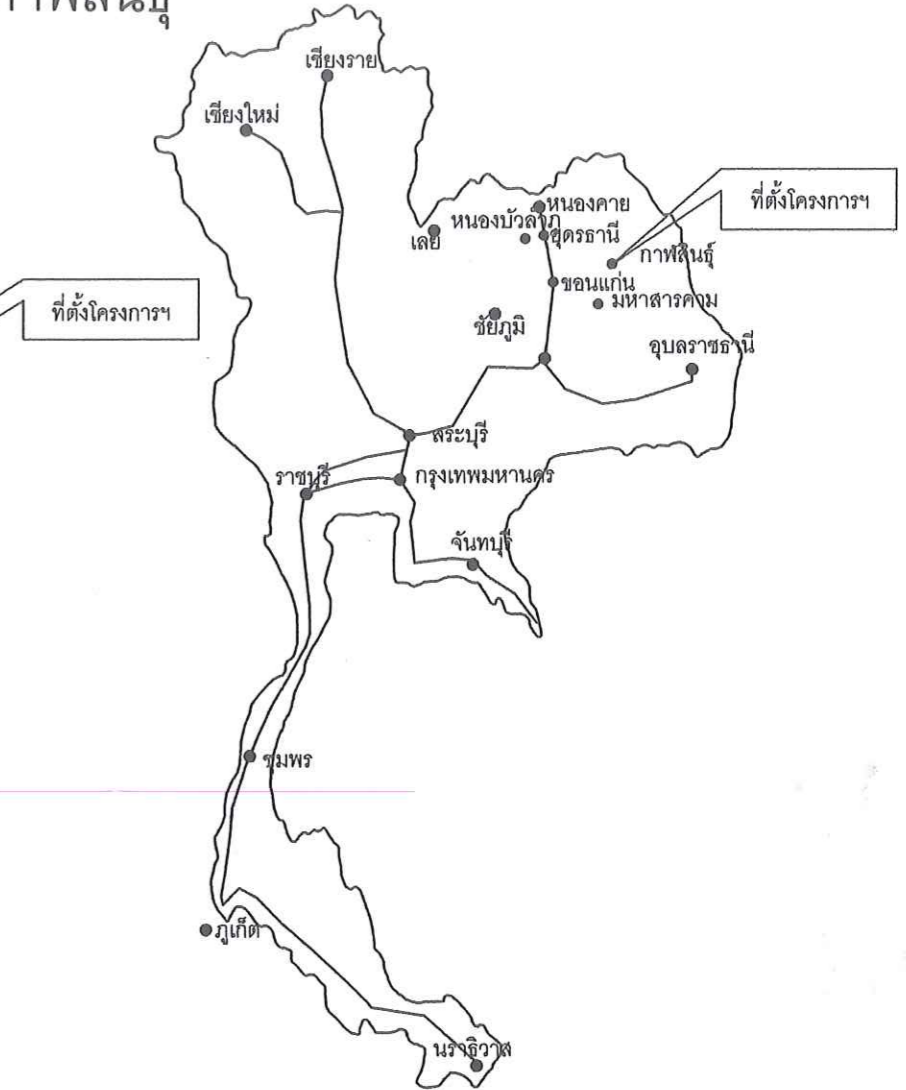 กาฬสินธุ์
เชียงราย
เชียงใหม่
หนองคาย
ที่ตั้งโครงการฯ
หนองบัวลำภู
อุดรธานี
เลย
กาฬสินธุ์
ขอนแก่น
มหาสารคาม
ที่ตั้งโครงการฯ
ชัยภูมิ
อุบลราชธานี
สระบุรี
ราชบุรี
กรุงเทพมหานคร
จันทบุรี
ชุมพร
ภูเก็ต
นราธิวาส